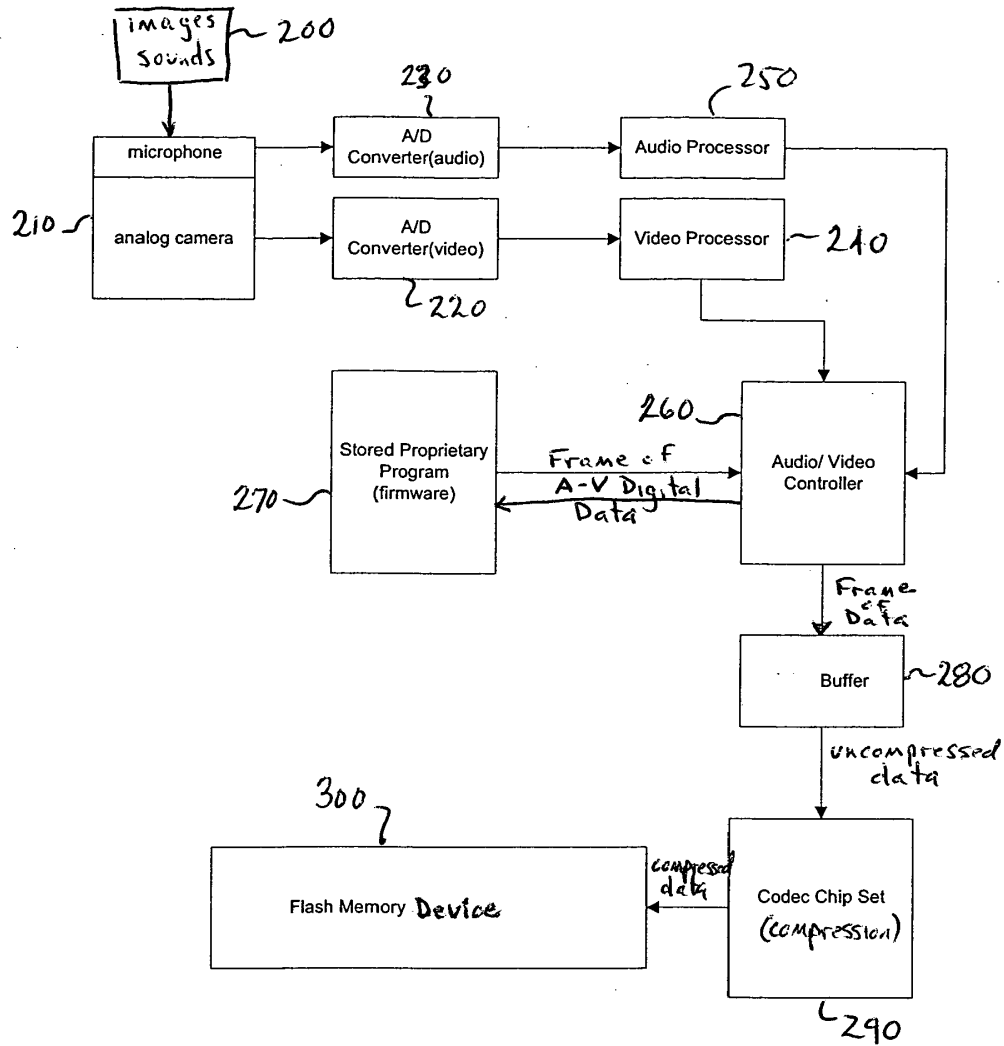 images
sounds
200
230
250
microphone
A/D
Converter(audio)
Audio Processor
210
analog camera
A/D
Converter(video)
Video Processor
240
220
260
Stored Proprietary
Program
(firmware)
Frame of
A-V Digital
Data
Audio/ Video
Controller
270
Frame
of
Data
Buffer
280
uncompressed
data
300
Flash Memory Device
compressed
data
Codec Chip Set
(compression)
290